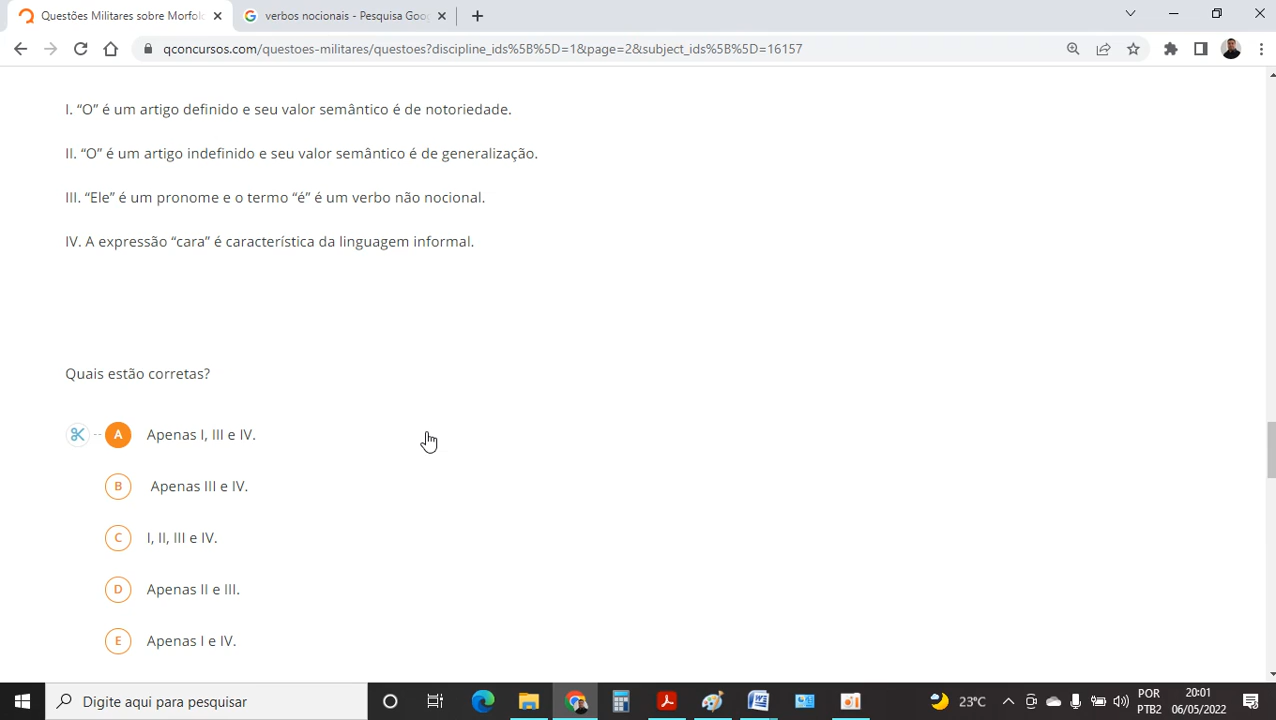 Questões Militares sobre Morfolo
verbos nocionais - Pesquisa Goo
qconcursos.com/questoes-militares/questoes?discipline_ids%5B%5D=1&page=2&subject_ids%5B%5D=16157
I. “O” é um artigo definido e seu valor semântico é de notoriedade.
II. “O” é um artigo indefinido e seu valor semântico é de generalização.
III. “Ele” é um pronome e o termo “é” é um verbo não nocional.
IV. A expressão “cara” é característica da linguagem informal.
Quais estão corretas?
A Apenas I, III e IV.
B Apenas III e IV.
C I, II, III e IV.
D Apenas II e III.
E Apenas I e IV.
Digite aqui para pesquisar
23°C
POR
PTB2
20:01
06/05/2022